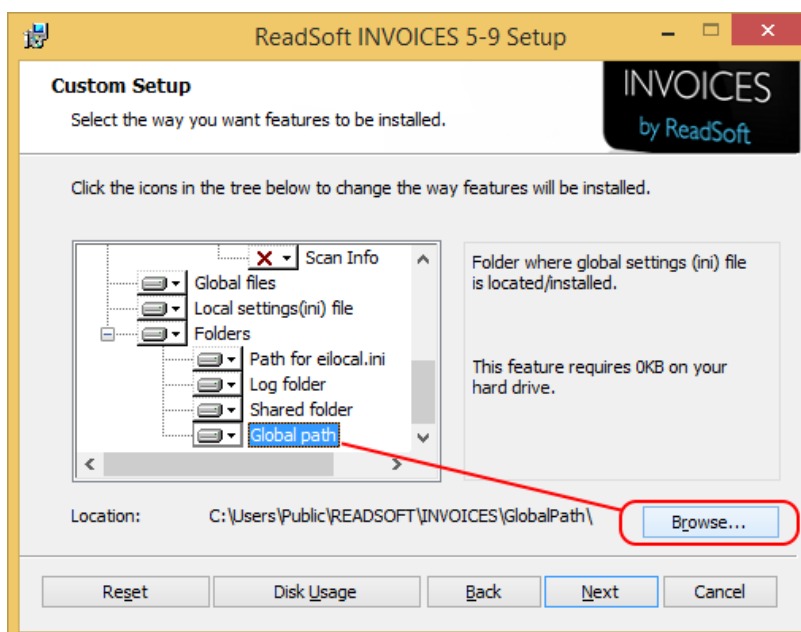 ReadSoft INVOICES 5-9 Setup
Custom Setup
Select the way you want features to be installed.
INVOICES
by ReadSoft
Click the icons in the tree below to change the way features will be installed.
Scan Info
Global files
Local settings(ini) file
Folders
Path for eilocal.ini
Log folder
Shared folder
Global path
Folder where global settings (ini) file
is located/installed.
This feature requires 0KB on your
hard drive.
Location: C:\Users\Public\READSOFT\INVOICES\GlobalPath\ Browse...
Reset Disk Usage Back Next Cancel